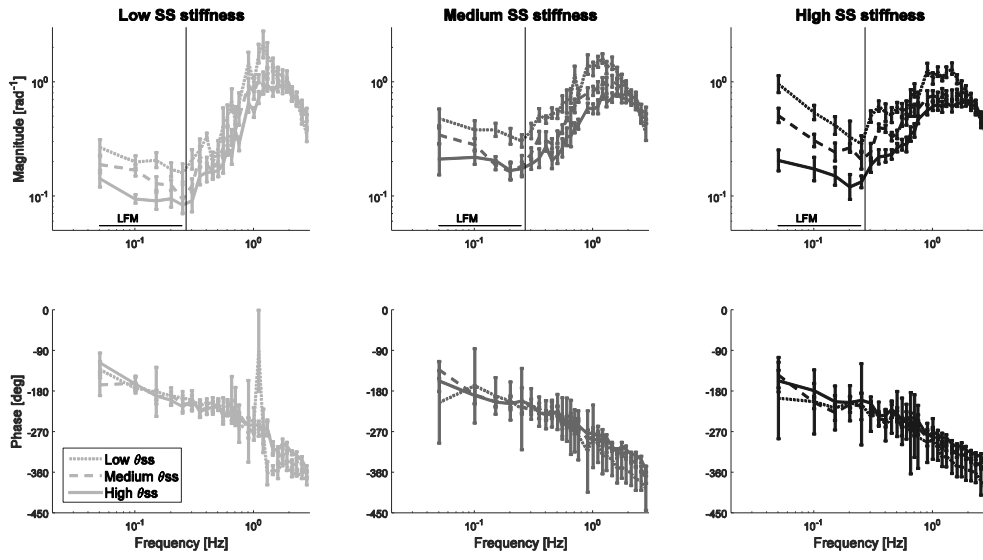 Low SS stiffness
Medium SS stiffness
High SS stiffness
Magnitude [rad⁻¹]
10⁰
10⁻¹
LFM
10⁻¹
10⁰
10⁰
10⁻¹
LFM
10⁻¹
10⁰
10⁰
10⁻¹
LFM
10⁻¹
10⁰
Phase [deg]
0
-90
-180
-270
-360
-450
Low θss
Medium θss
High θss
10⁻¹
10⁰
Frequency [Hz]
0
-90
-180
-270
-360
-450
10⁻¹
10⁰
Frequency [Hz]
0
-90
-180
-270
-360
-450
10⁻¹
10⁰
Frequency [Hz]